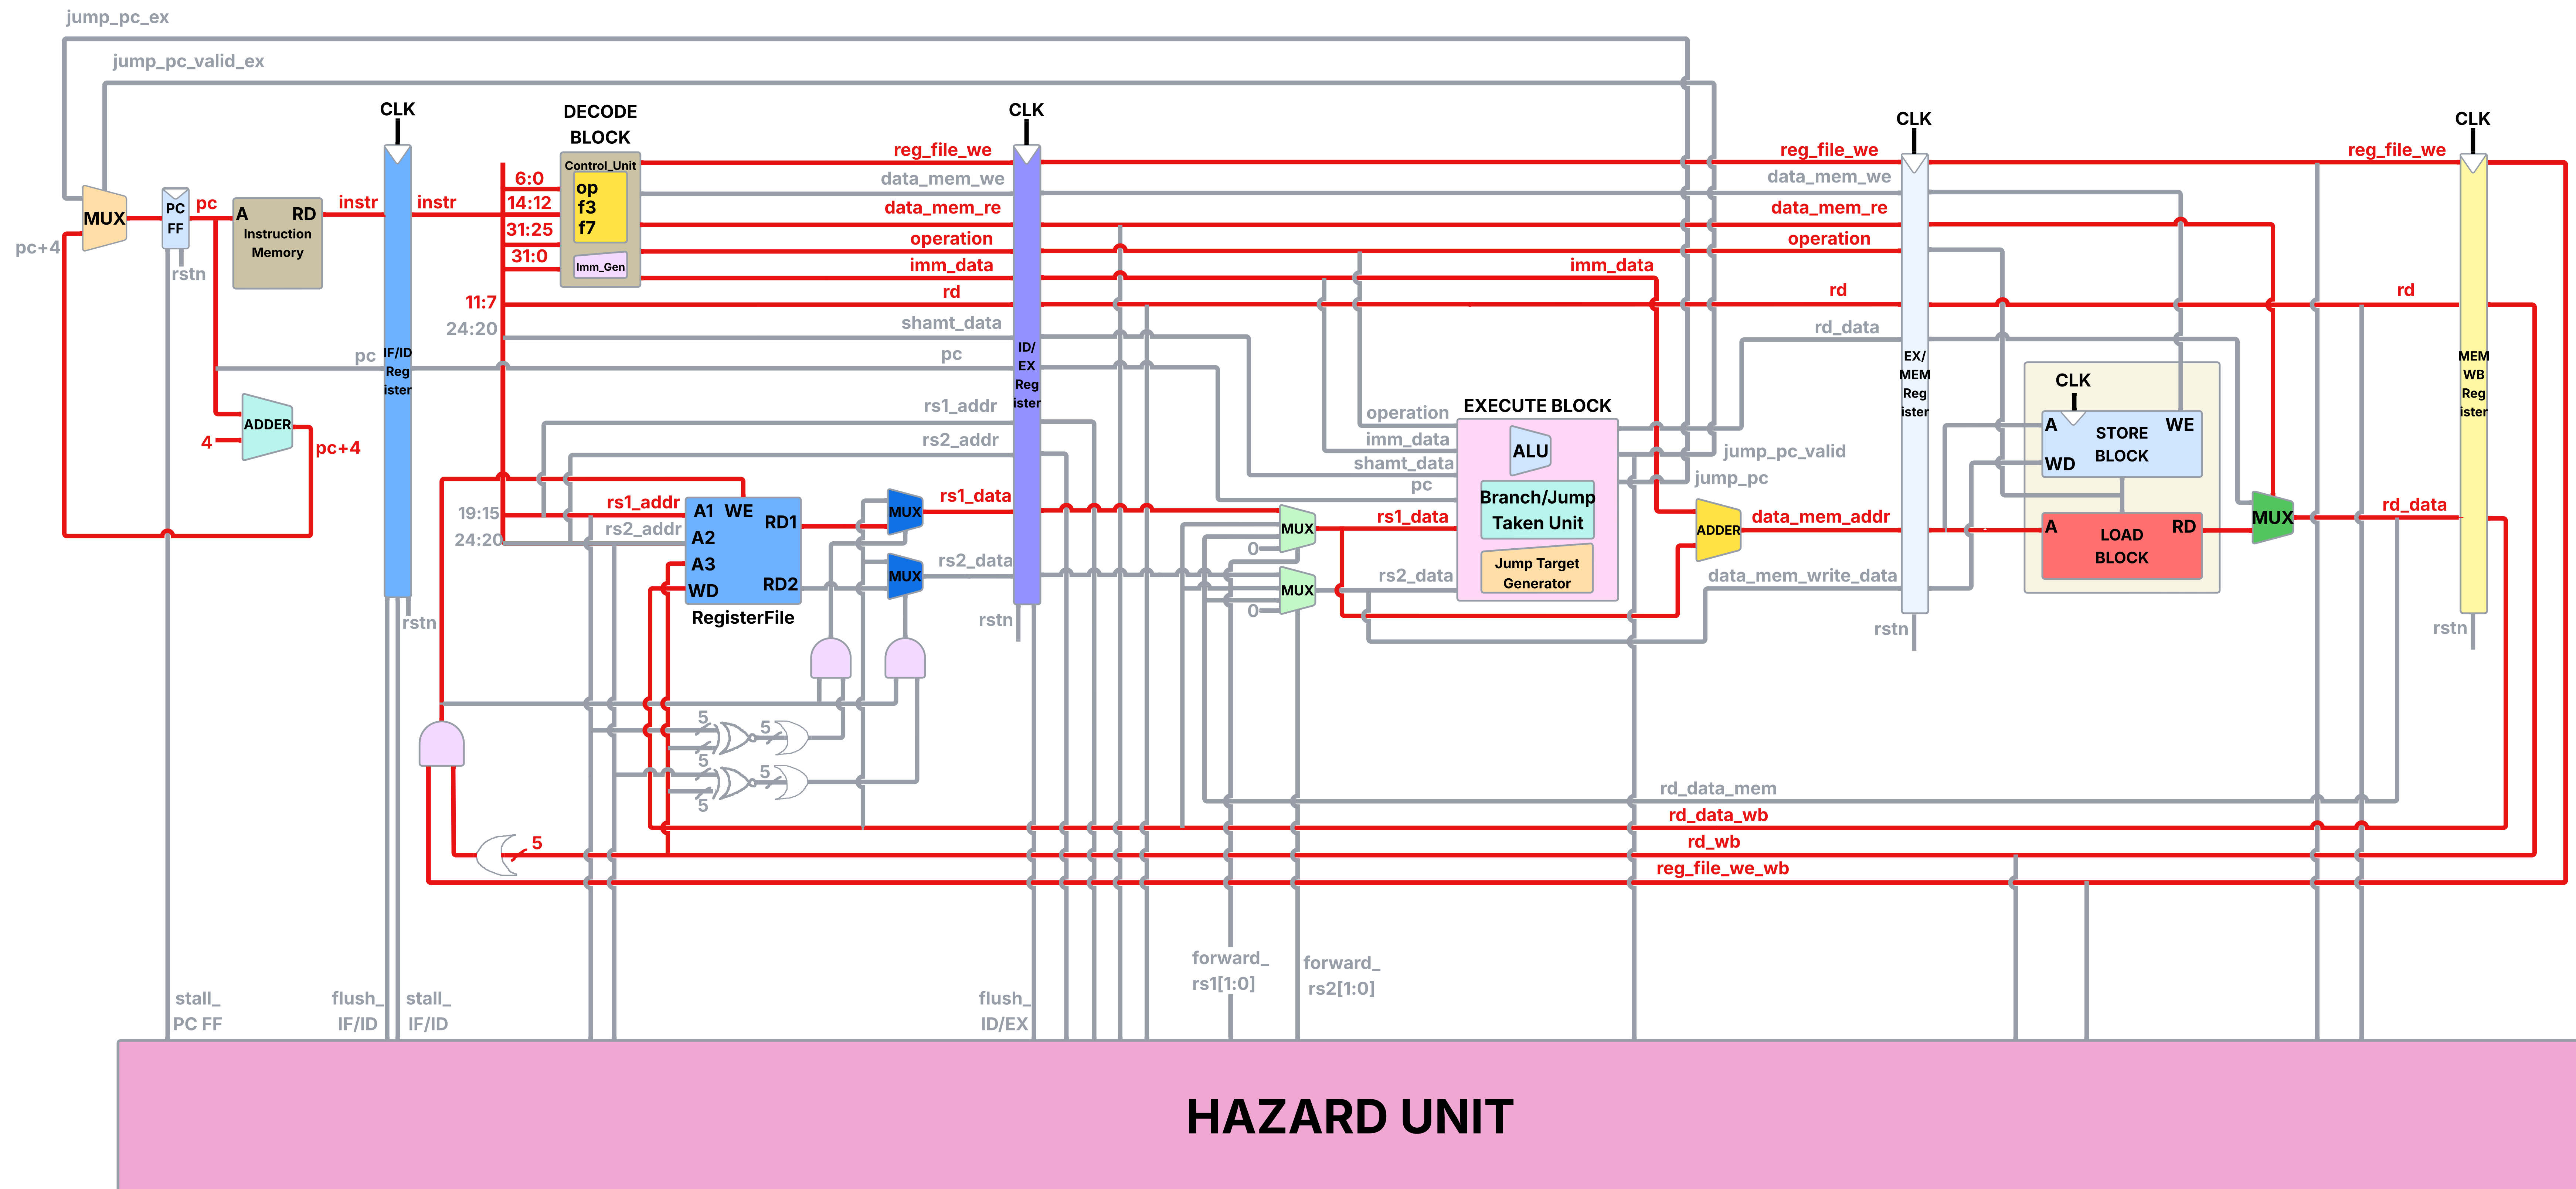 jump_pc_ex
jump_pc_valid_ex
CLK
DECODE
BLOCK
CLK
CLK
CLK
Control_Unit
op
f3
f7
Imm_Gen
6:0
14:12
31:25
31:0
11:7
24:20
reg_file_we
data_mem_we
data_mem_re
operation
imm_data
rd
shamt_data
pc
rs1_addr
rs2_addr
reg_file_we
data_mem_we
data_mem_re
operation
imm_data
rd
rd_data
reg_file_we
rd
MUX
pc+4
PC
FF
rstn
pc
A
RD
Instruction
Memory
instr
instr
pc
IF/ID
Reg
ister
rstn
ADDER
4
pc+4
ID/
EX
Reg
ister
rstn
19:15
24:20
rs1_addr
rs2_addr
A1
WE
RD1
A2
A3
WD
RD2
RegisterFile
MUX
MUX
rs1_data
rs2_data
5
5
5
5
5
5
MUX
0
MUX
0
EXECUTE BLOCK
operation
imm_data
shamt_data
pc
rs1_data
rs2_data
ALU
Branch/Jump
Taken Unit
Jump Target
Generator
jump_pc_valid
jump_pc
ADDER
data_mem_addr
data_mem_write_data
EX/
MEM
Reg
ister
rstn
CLK
A
WE
STORE
BLOCK
WD
A
RD
LOAD
BLOCK
MUX
rd_data
MEM
WB
Reg
ister
rstn
rd_data_mem
rd_data_wb
rd_wb
reg_file_we_wb
stall_
PC FF
flush_
IF/ID
stall_
IF/ID
flush_
ID/EX
forward_
rs1[1:0]
forward_
rs2[1:0]
HAZARD UNIT